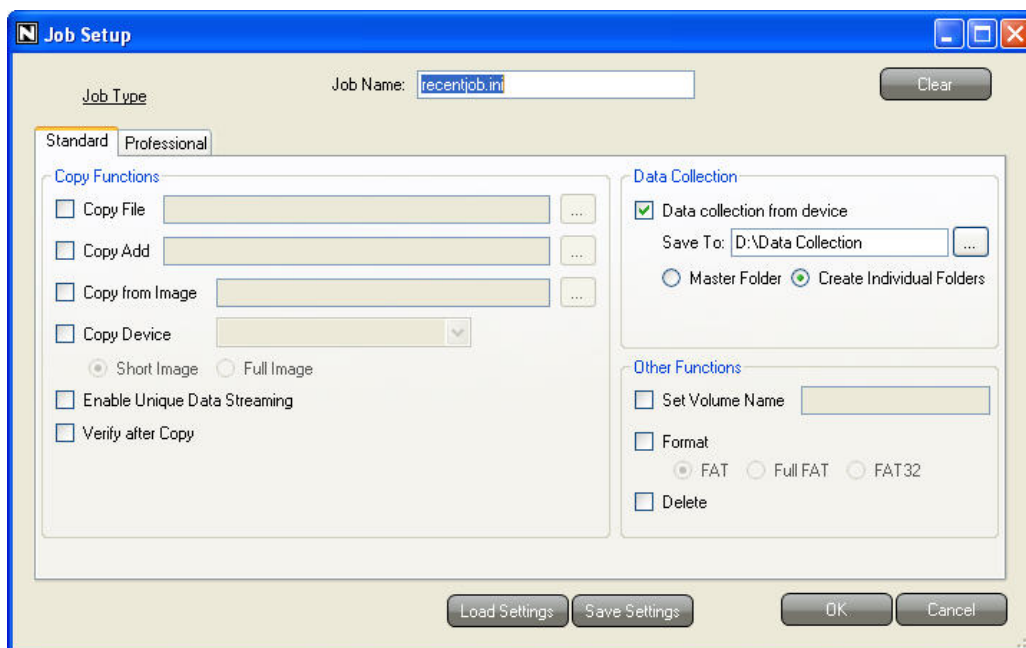 N Job Setup
Job Type
Job Name: recentjob.ini
Clear
Standard Professional
Copy Functions
Copy File ...
Copy Add ...
Copy from Image ...
Copy Device
Short Image Full Image
Enable Unique Data Streaming
Verify after Copy
Data Collection
Data collection from device
Save To: D:\Data Collection ...
Master Folder Create Individual Folders
Other Functions
Set Volume Name
Format
FAT Full FAT FAT32
Delete
Load Settings Save Settings OK Cancel